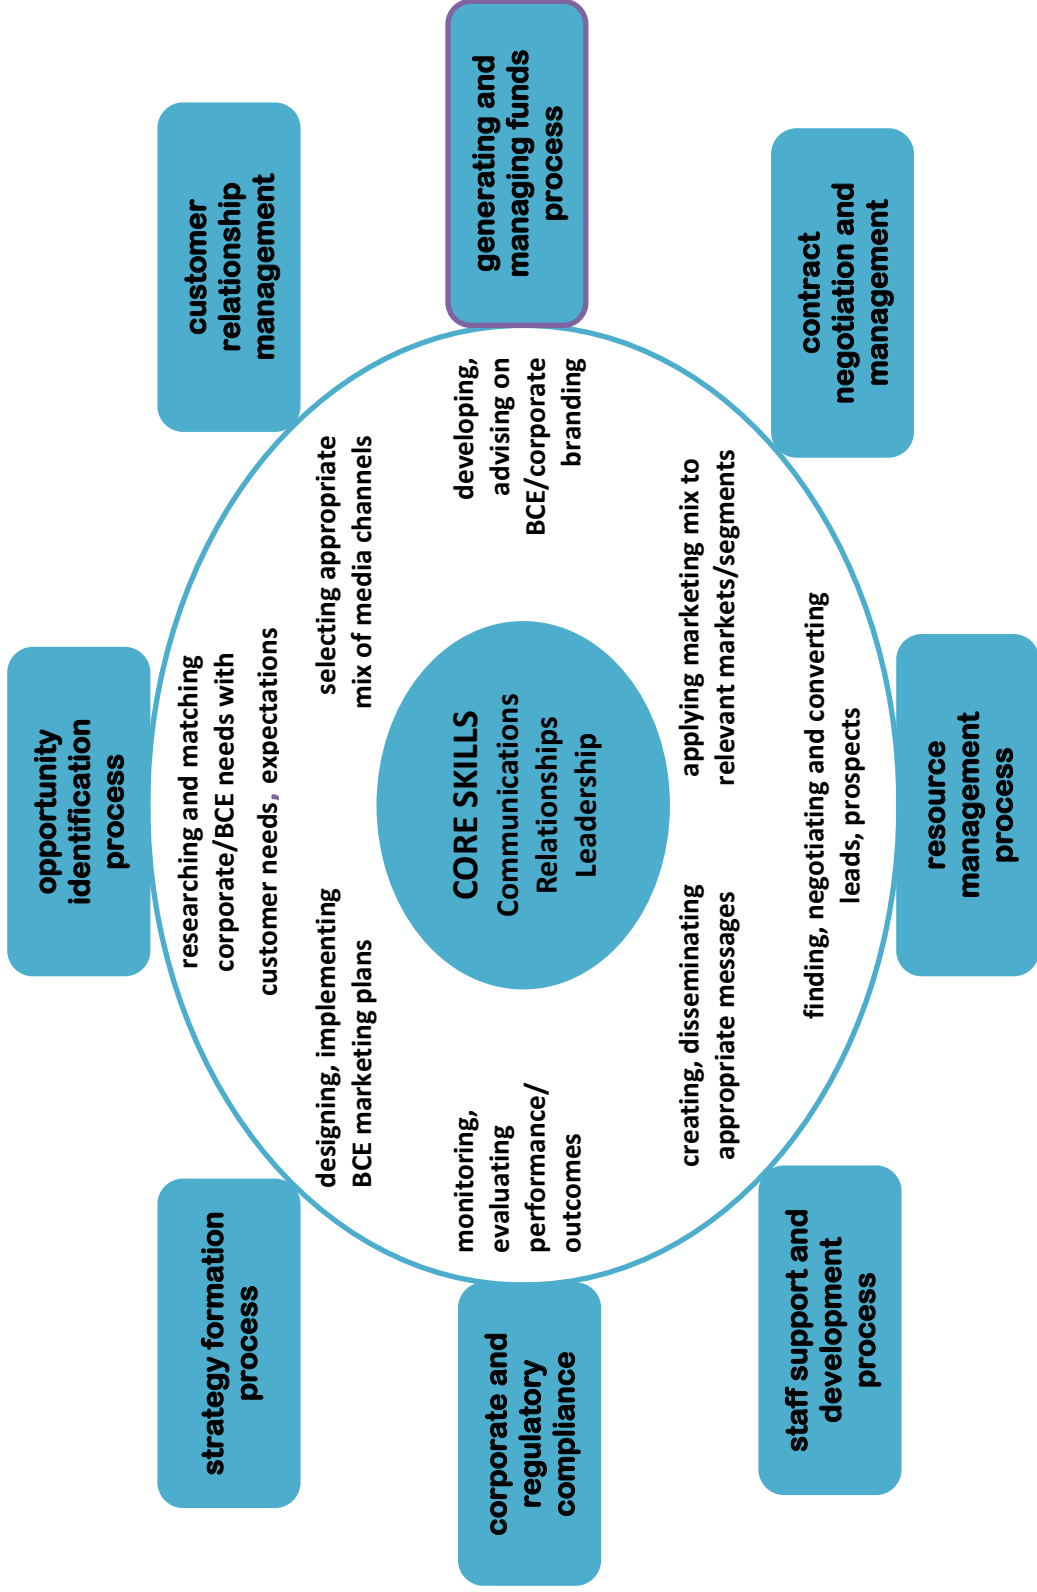 opportunity
identification
process
strategy formation
process
customer
relationship
management
researching and matching
corporate/BCE needs with
customer needs, expectations
designing, implementing
BCE marketing plans
selecting appropriate
mix of media channels
corporate and
regulatory
compliance
monitoring,
evaluating
performance/
outcomes
CORE SKILLS
Communications
Relationships
Leadership
developing,
advising on
BCE/corporate
branding
generating and
managing funds
process
creating, disseminating
appropriate messages
applying marketing mix to
relevant markets/segments
finding, negotiating and converting
leads, prospects
staff support and
development
process
contract
negotiation and
management
resource
management
process